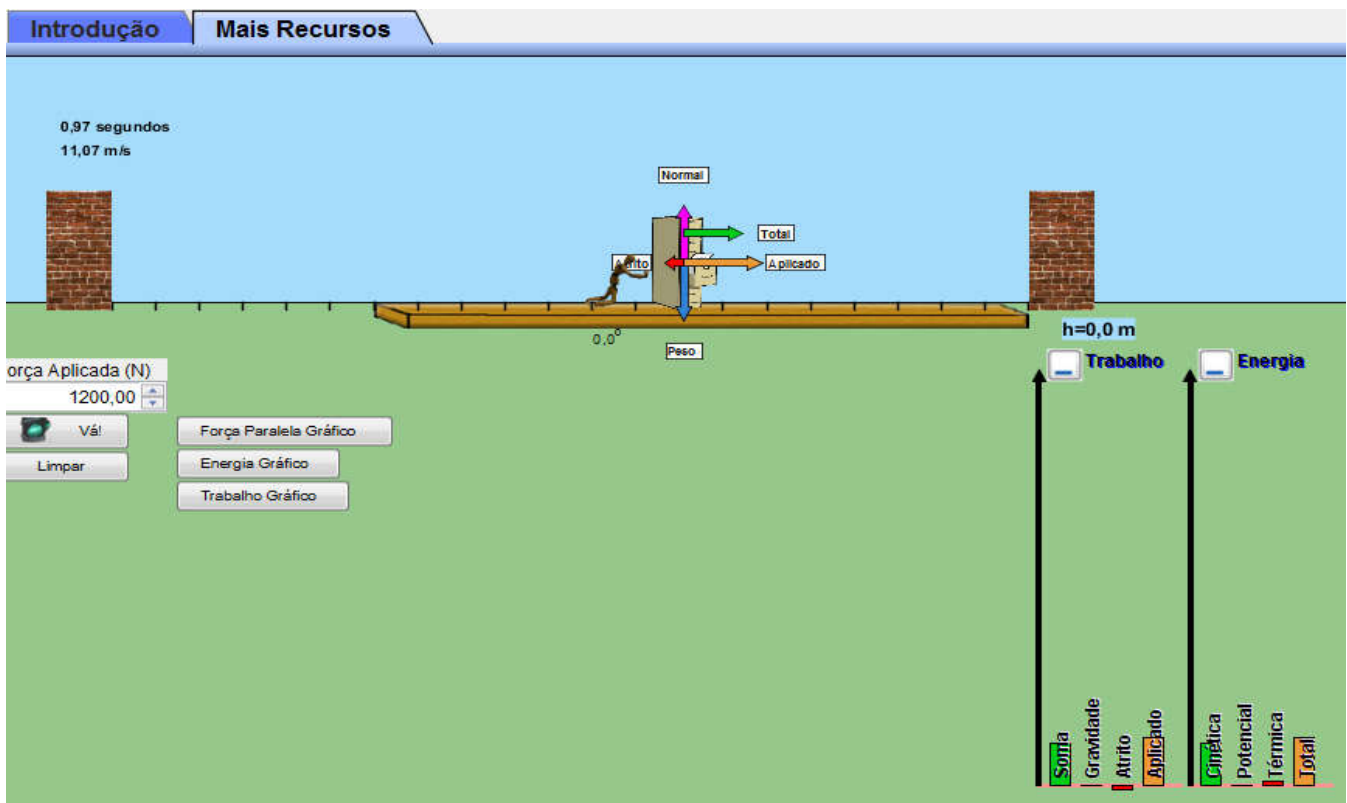 Introdução
Mais Recursos
0,97 segundos
11,07 m/s
Normal
Total
Atrito
Aplicado
0,0°
Peso
h=0,0 m
orça Aplicada (N)
1200,00
Vá!
Limpar
Força Paralela Gráfico
Energia Gráfico
Trabalho Gráfico
Trabalho
Energia
Soma
Gravidade
Atrito
Aplicado
Cinética
Potencial
Térmica
Total